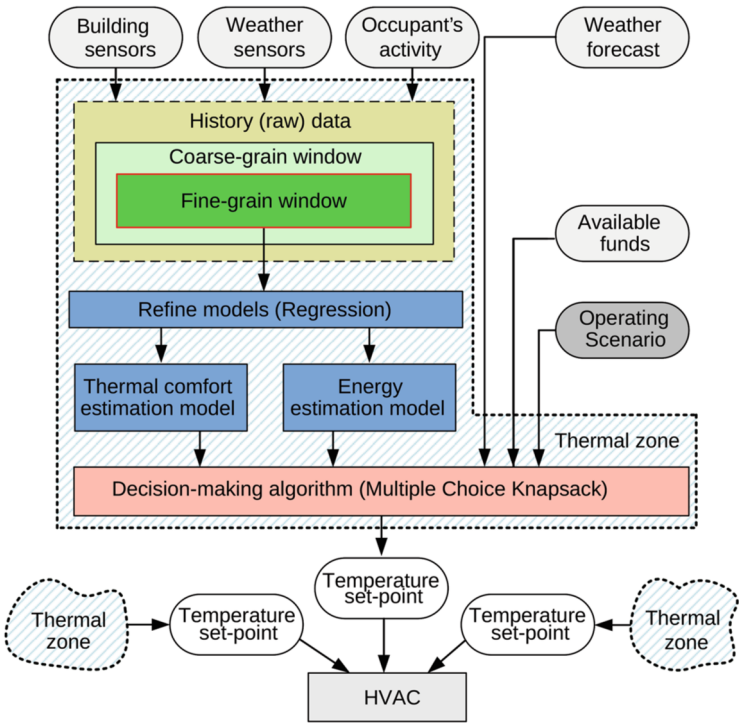 Building
sensors
Weather
sensors
Occupant's
activity
Weather
forecast
History (raw) data
Coarse-grain window
Fine-grain window
Available
funds
Refine models (Regression)
Operating
Scenario
Thermal comfort
estimation model
Energy
estimation model
Thermal zone
Decision-making algorithm (Multiple Choice Knapsack)
Temperature
set-point
Thermal
zone
Temperature
set-point
Temperature
set-point
Thermal
zone
HVAC